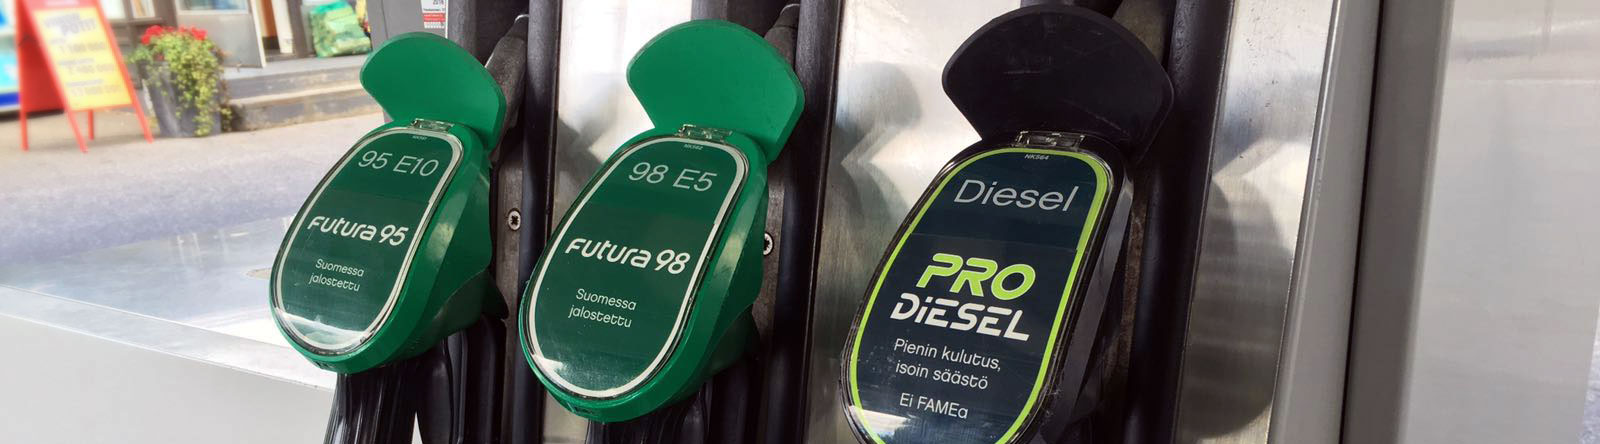 95 E10
Futura 95
Suomessa
jalostettu
98 E5
Futura 98
Suomessa
jalostettu
NK564
Diesel
PRO
DiESEL
Pienin kulutus,
isoin säästö
Ei FAMEa